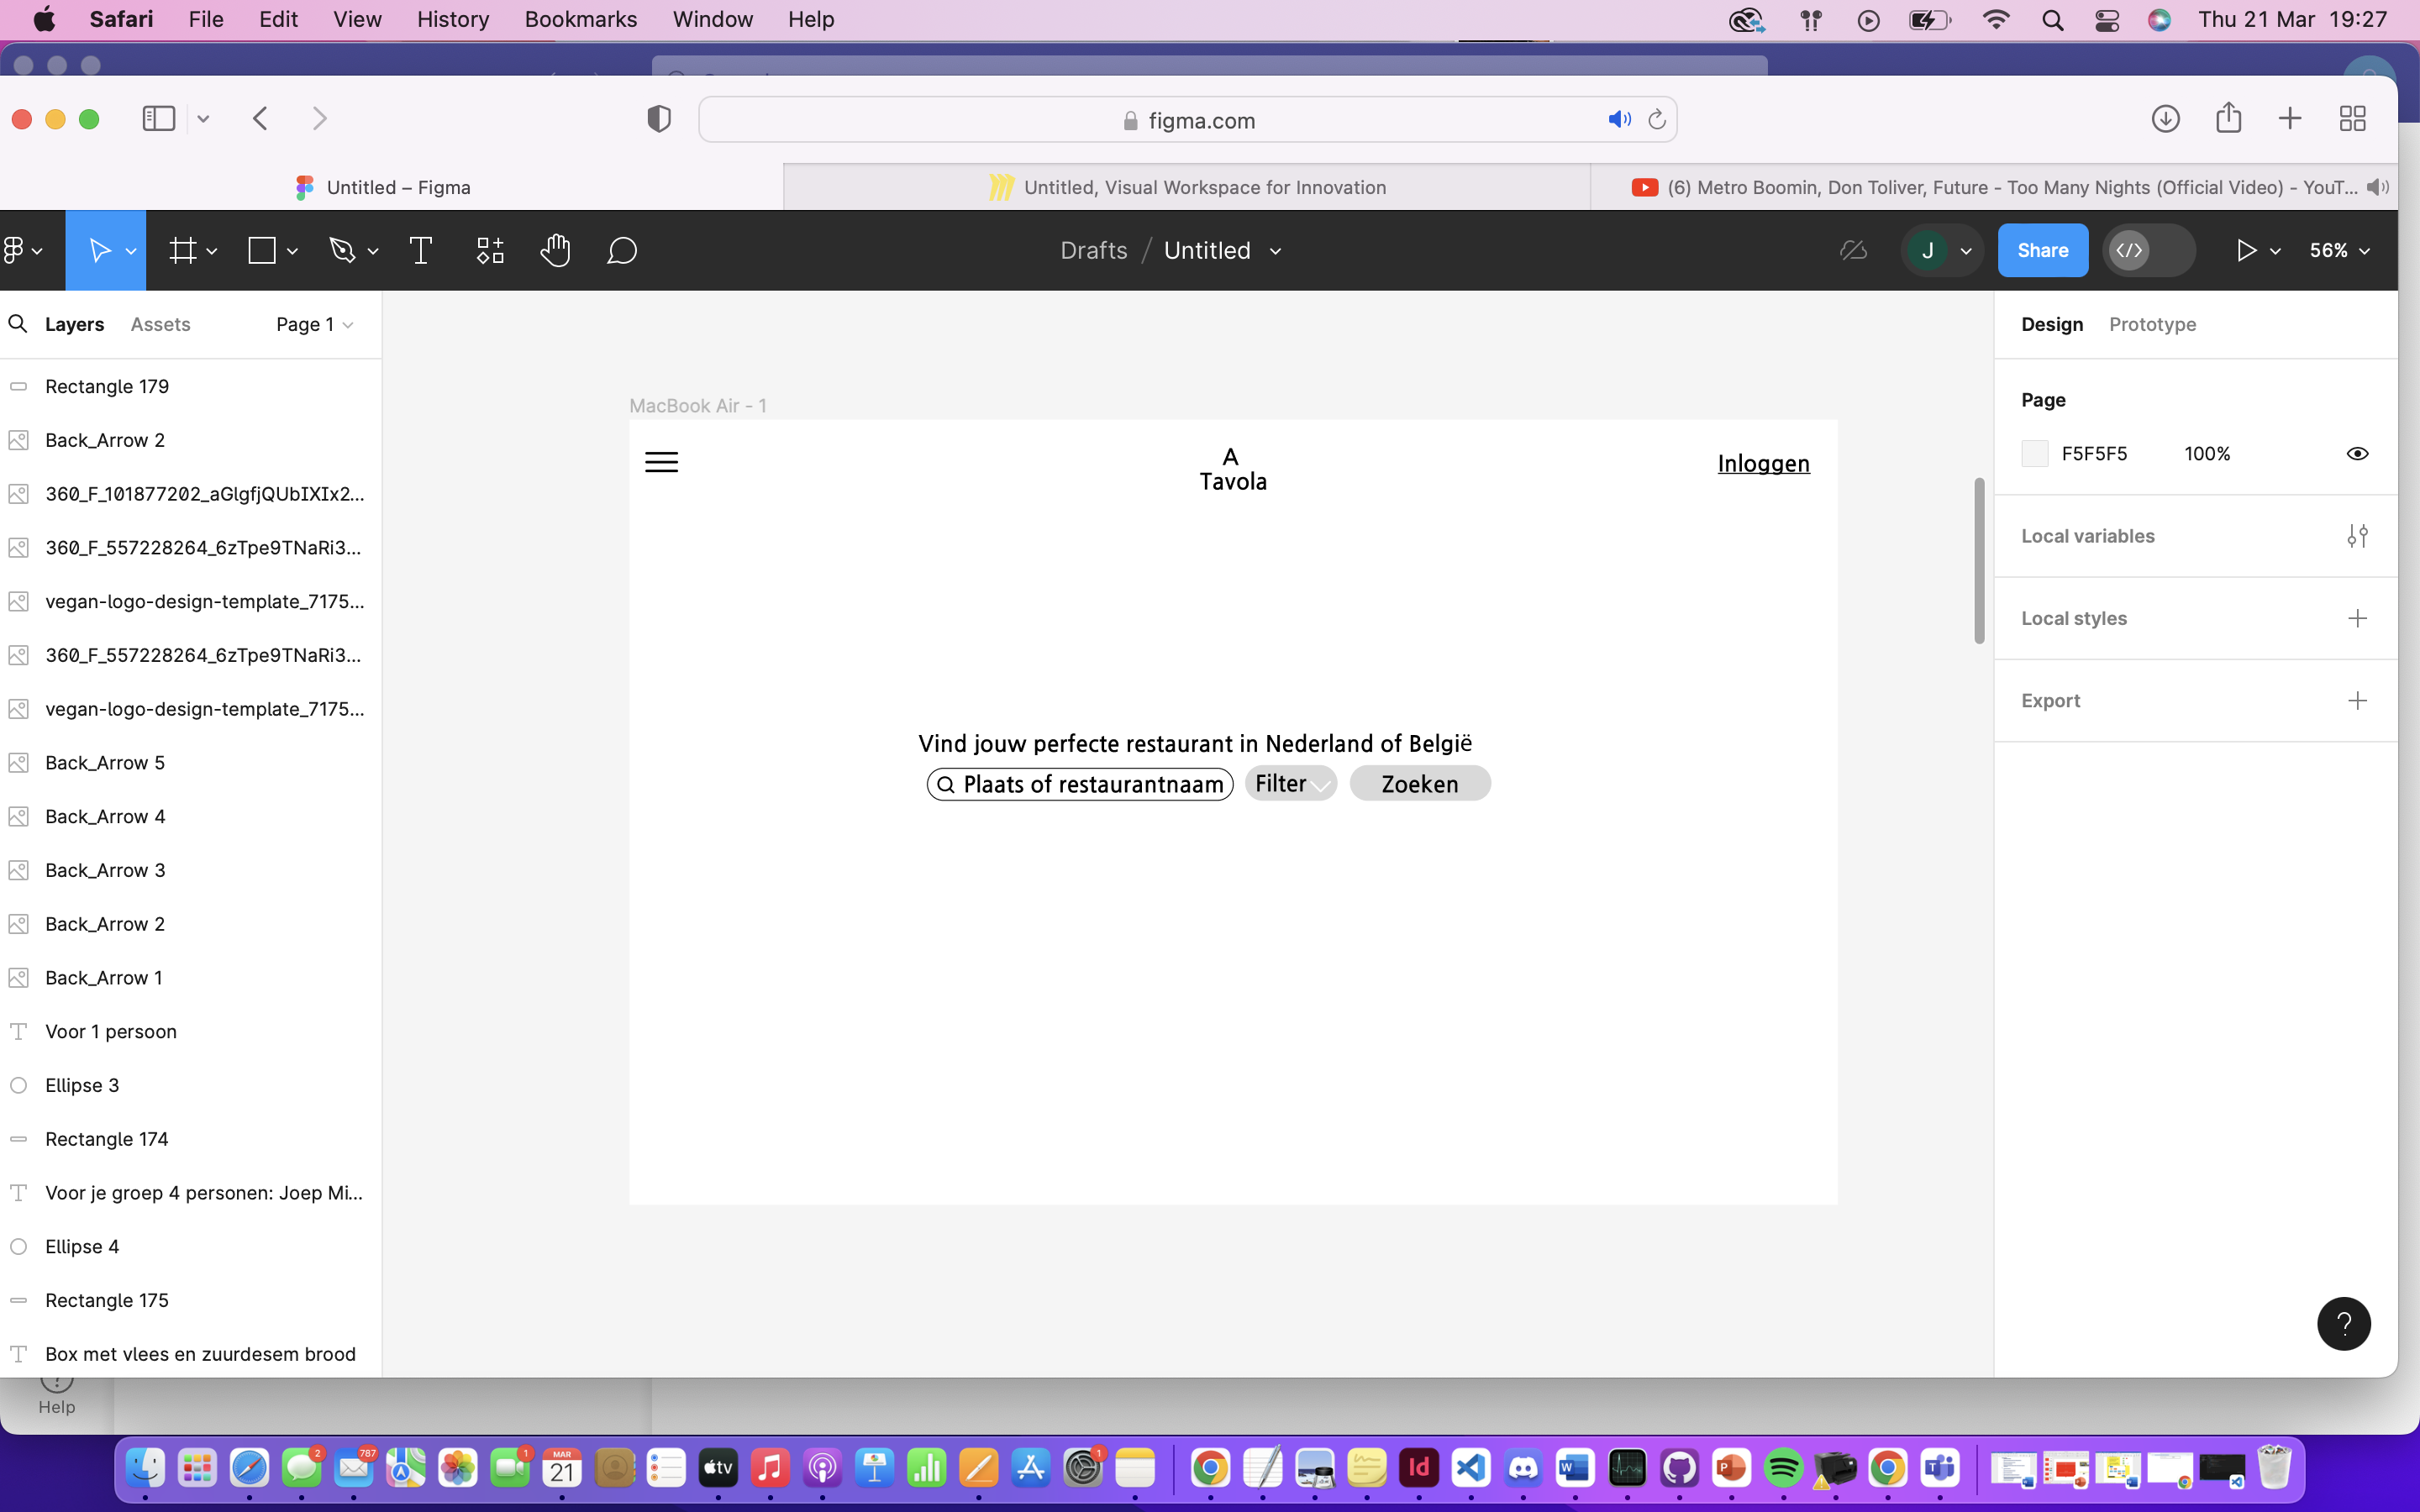 Safari File Edit View History Bookmarks Window Help Thu 21 Mar 19:27
figma.com
Untitled – Figma
Untitled, Visual Workspace for Innovation
(6) Metro Boomin, Don Toliver, Future - Too Many Nights (Official Video) - YouT...
Drafts / Untitled
J
Share
56%
Layers Assets Page 1
Rectangle 179
Back_Arrow 2
360_F_101877202_aGlgfjQUbIXIx2...
360_F_557228264_6zTpe9TNaRi3...
vegan-logo-design-template_7175...
360_F_557228264_6zTpe9TNaRi3...
vegan-logo-design-template_7175...
Back_Arrow 5
Back_Arrow 4
Back_Arrow 3
Back_Arrow 2
Back_Arrow 1
Voor 1 persoon
Ellipse 3
Rectangle 174
Voor je groep 4 personen: Joep Mi...
Ellipse 4
Rectangle 175
Box met vlees en zuurdesem brood
MacBook Air - 1
A
Tavola
Inloggen
Vind jouw perfecte restaurant in Nederland of België
Plaats of restaurantnaam
Filter
Zoeken
Design Prototype
Page
F5F5F5 100%
Local variables
Local styles
Export
?
Help
2
787
1
MAR
21
tv
1
Id